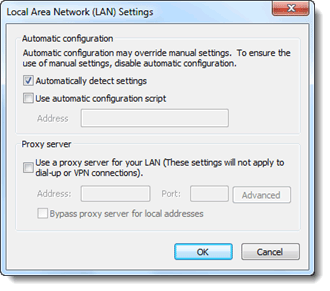 Local Area Network (LAN) Settings
Automatic configuration
Automatic configuration may override manual settings. To ensure the
use of manual settings, disable automatic configuration.
Automatically detect settings
Use automatic configuration script
Address
Proxy server
Use a proxy server for your LAN (These settings will not apply to
dial-up or VPN connections).
Address: Port: Advanced
Bypass proxy server for local addresses
OK Cancel